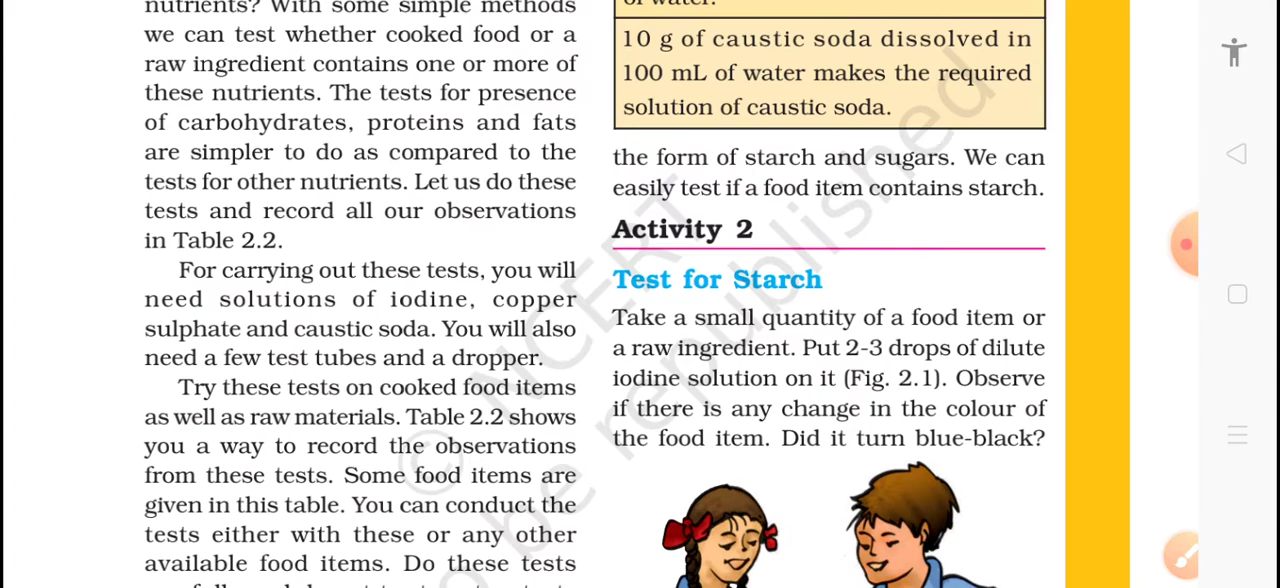 nutrients? With some simple methods
we can test whether cooked food or a
raw ingredient contains one or more of
these nutrients. The tests for presence
of carbohydrates, proteins and fats
are simpler to do as compared to the
tests for other nutrients. Let us do these
tests and record all our observations
in Table 2.2.
For carrying out these tests, you will
need solutions of iodine, copper
sulphate and caustic soda. You will also
need a few test tubes and a dropper.
Try these tests on cooked food items
as well as raw materials. Table 2.2 shows
you a way to record the observations
from these tests. Some food items are
given in this table. You can conduct the
tests either with these or any other
available food items. Do these tests
of water.
10 g of caustic soda dissolved in
100 mL of water makes the required
solution of caustic soda.
the form of starch and sugars. We can
easily test if a food item contains starch.
Activity 2
Test for Starch
Take a small quantity of a food item or
a raw ingredient. Put 2-3 drops of dilute
iodine solution on it (Fig. 2.1). Observe
if there is any change in the colour of
the food item. Did it turn blue-black?
© NCERT
be republished